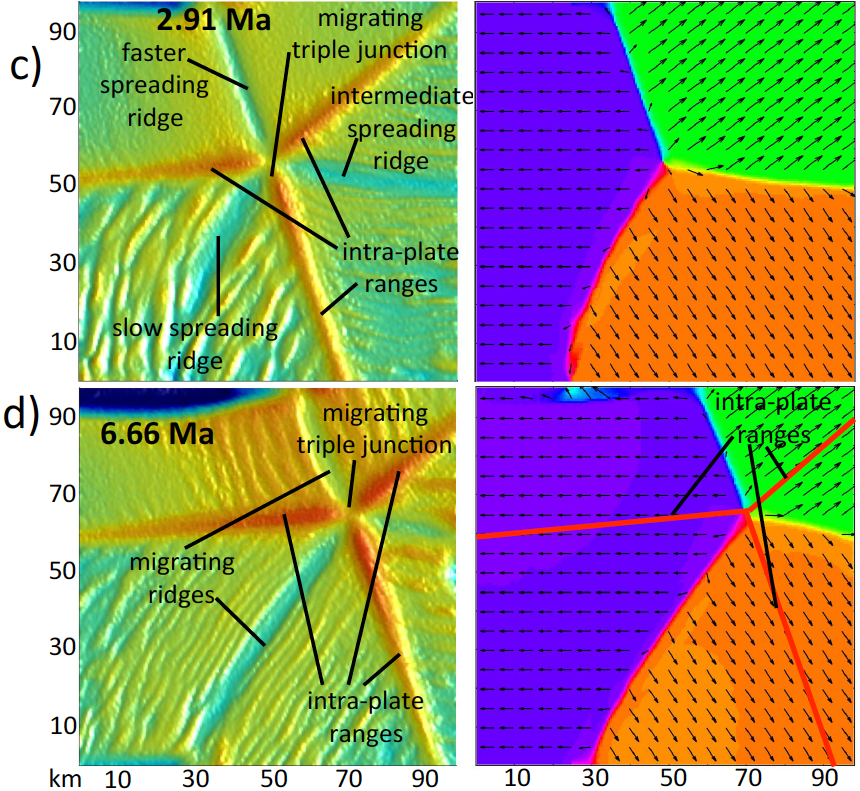 c)
2.91 Ma
faster
spreading
ridge
migrating
triple junction
intermediate
spreading
ridge
intra-plate
ranges
slow spreading
ridge
90
70
50
30
10
d)
6.66 Ma
migrating
triple junction
migrating
ridges
intra-plate
ranges
intra-plate
ranges
90
70
50
30
10
km 10 30 50 70 90
10 30 50 70 90